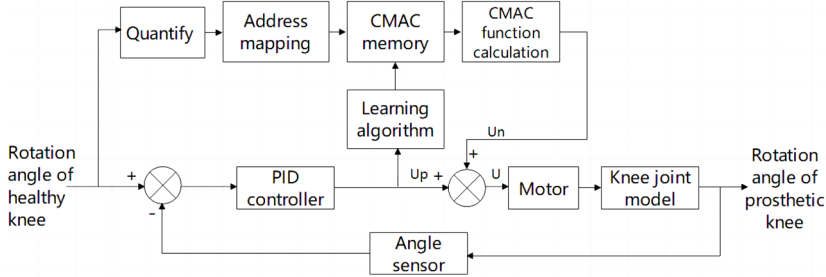 Quantify
Address
mapping
CMAC
memory
CMAC
function
calculation
Learning
algorithm
Un
+
Rotation
angle of
healthy
knee
+
-
PID
controller
Up +
U
Motor
Knee joint
model
Rotation
angle of
prosthetic
knee
Angle
sensor